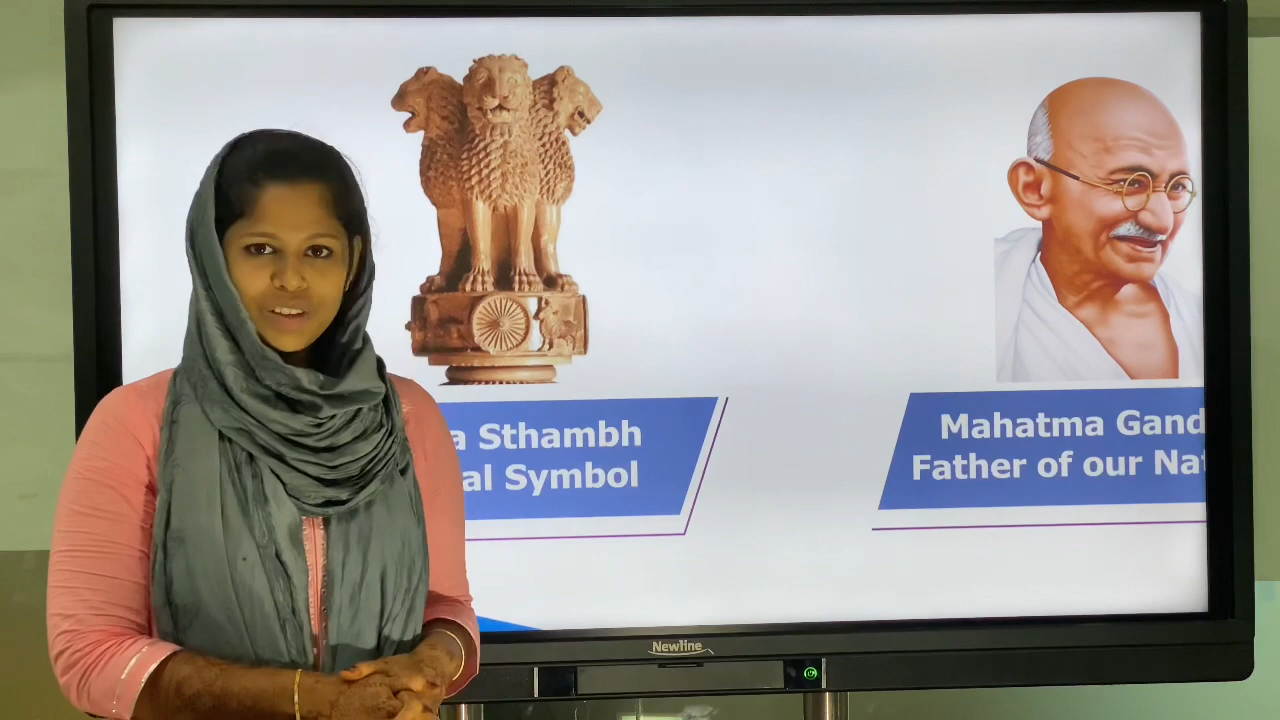 a Sthambh
al Symbol
Mahatma Gand
Father of our Nat
Newline